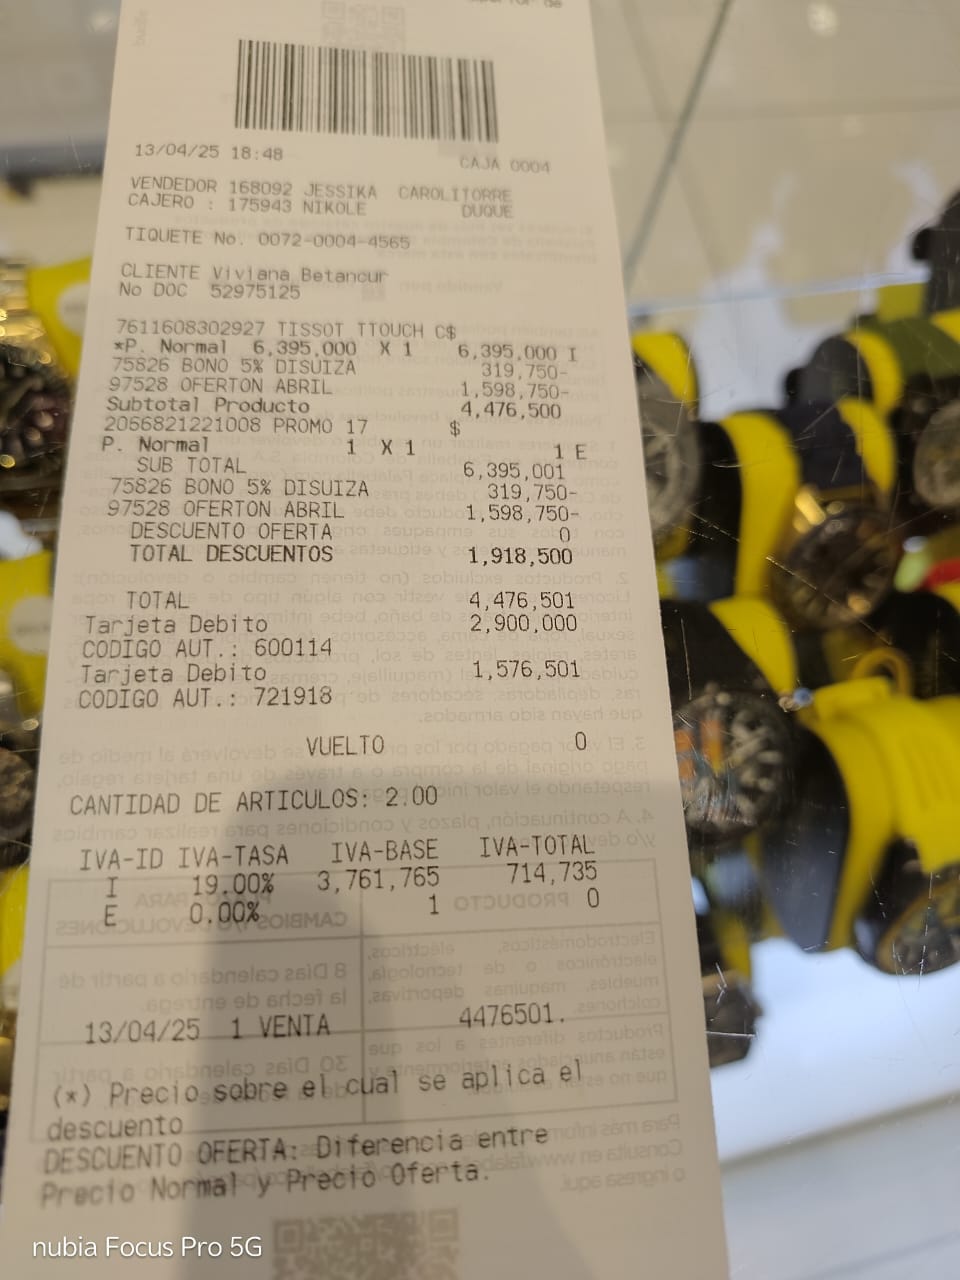 13/04/25 18:48 CAJA 0004
VENDEDOR 168092 JESSIKA CAROLITORRE
CAJERO : 175943 NIKOLE DUQUE
TIQUETE No. 0072-0004-4565
CLIENTE Viviana Betancur
No DOC 52975125
7611608302927 TISSOT TTOUCH C$
*P. Normal 6,395,000 X 1 6,395,000 I
75826 BONO 5% DISUIZA 319,750-
97528 OFERTON ABRIL 1,598,750-
Subtotal Producto 4,476,500
2056821221008 PROMO 17 $
P. Normal 1 X 1 1 E
SUB TOTAL 6,395,001
75826 BONO 5% DISUIZA 319,750-
97528 OFERTON ABRIL 1,598,750-
DESCUENTO OFERTA 0
TOTAL DESCUENTOS 1,918,500
TOTAL 4,476,501
Tarjeta Debito 2,900,000
CODIGO AUT.: 600114
Tarjeta Debito 1,576,501
CODIGO AUT.: 721918
VUELTO 0
CANTIDAD DE ARTICULOS: 2.00
IVA-ID IVA-TASA IVA-BASE IVA-TOTAL
I 19.00% 3,761,765 714,735
E 0.00% 1 0
13/04/25 1 VENTA 4476501.
(*) Precio sobre el cual se aplica el
descuento
DESCUENTO OFERTA: Diferencia entre
Precio Normal y Precio Oferta.
nubia Focus Pro 5G